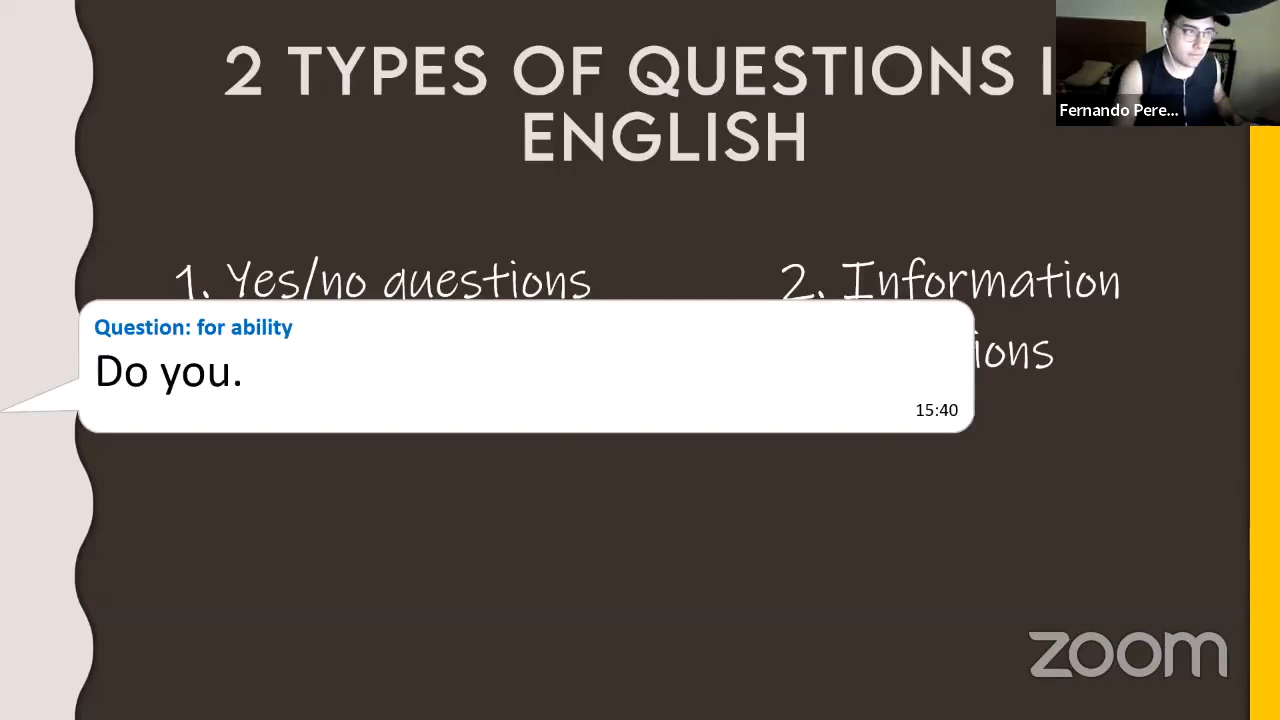 2 TYPES OF QUESTIONS I
ENGLISH
Fernando Pere...
1. Yes/no questions
2. Information
ions
Question: for ability
Do you.
15:40
zoom